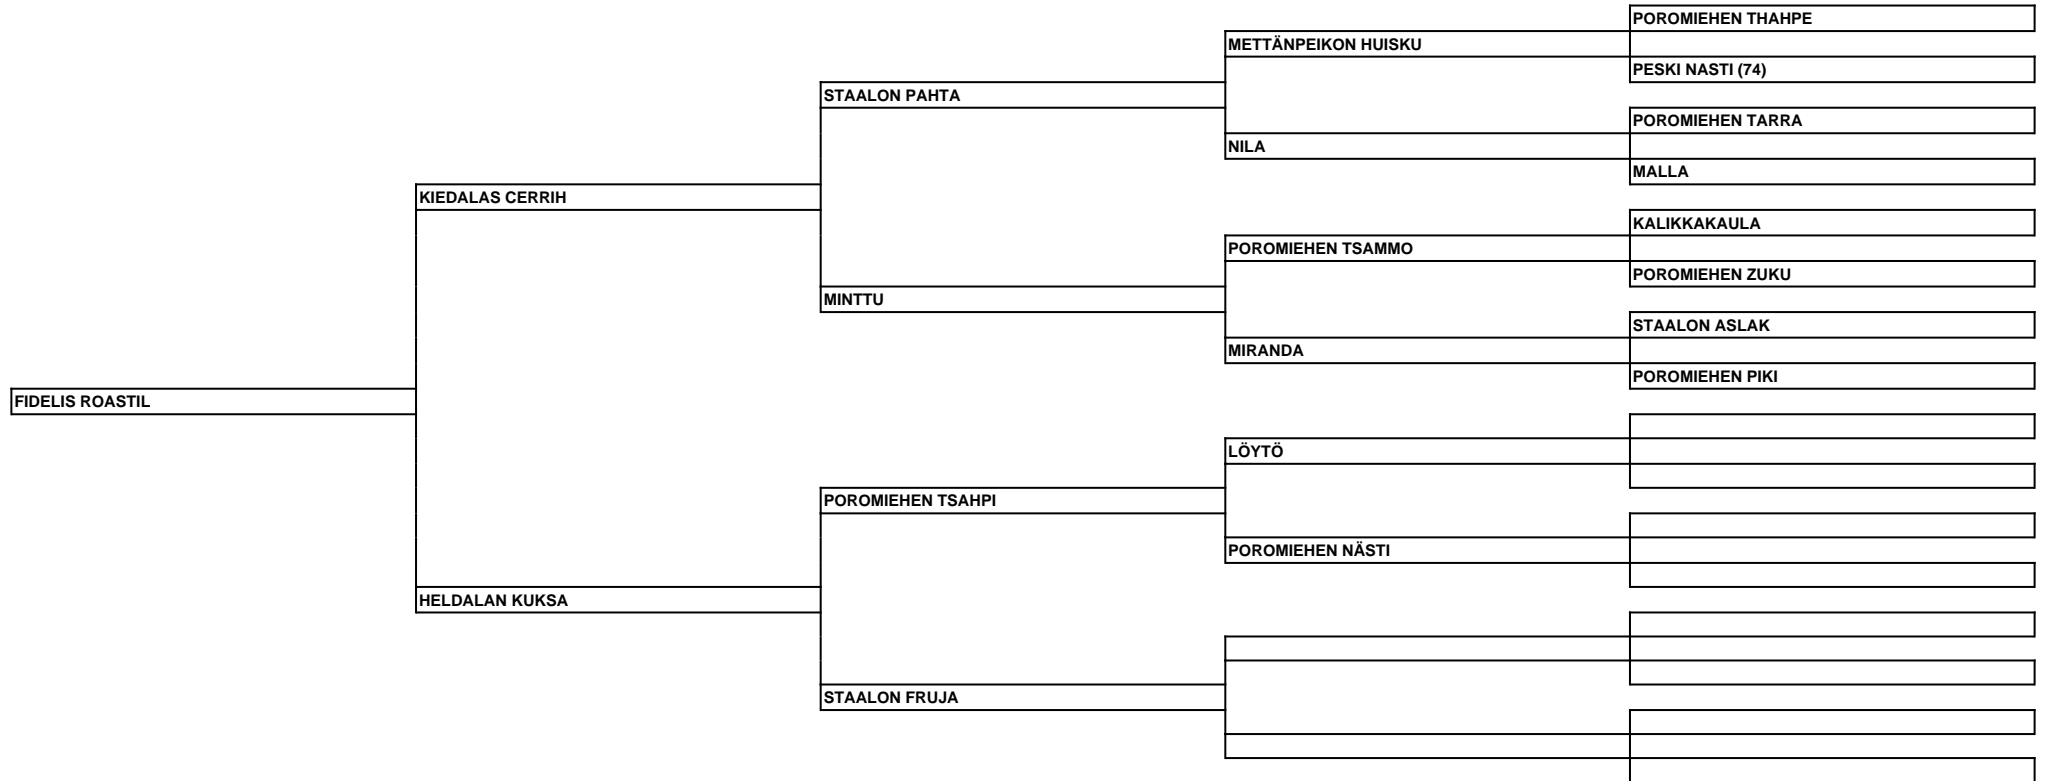 POROMIEHEN THAHPE
METTÄNPEIKON HUISKU
PESKI NASTI (74)
STAALON PAHTA
POROMIEHEN TARRA
NILA
MALLA
KIEDALAS CERRIH
KALIKKAKAULA
POROMIEHEN TSAMMO
POROMIEHEN ZUKU
MINTTU
STAALON ASLAK
MIRANDA
POROMIEHEN PIKI
FIDELIS ROASTIL
LÖYTÖ
POROMIEHEN TSAHPI
POROMIEHEN NÄSTI
HELDALAN KUKSA
STAALON FRUJA